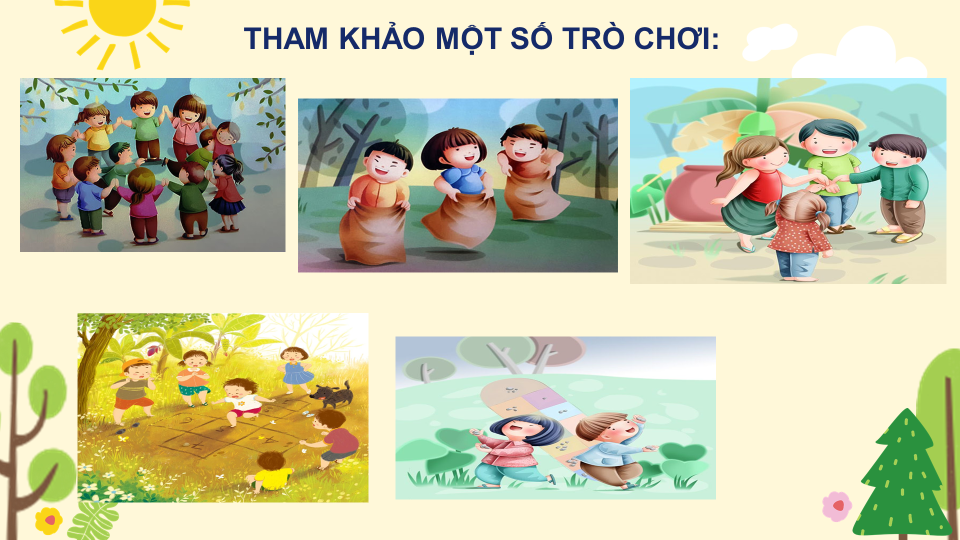 THAM KHẢO MỘT SỐ TRÒ CHƠI: